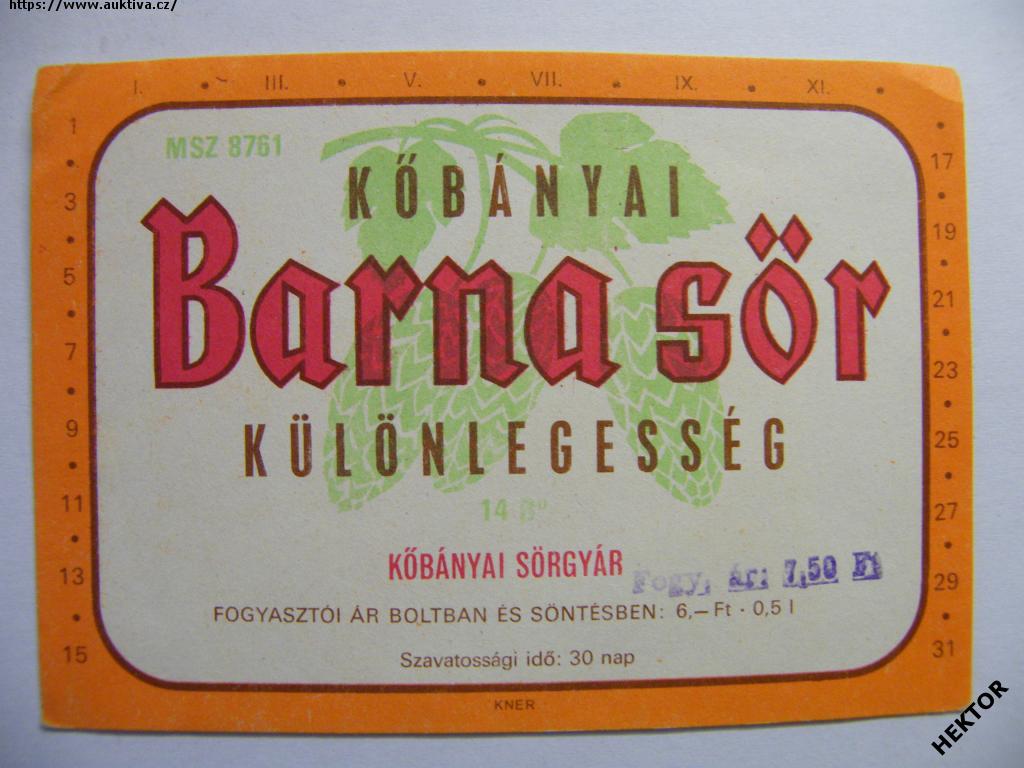 https://www.auktiva.cz/
I. • III. • V. • VII. • IX. • XI. •
MSZ 8761
KŐBÁNYAI
Barna sör
KÜLÖNLEGESSÉG
14 B°
KŐBÁNYAI SÖRGYÁR
Fogy. ár: 7,50 Ft
FOGYASZTÓI ÁR BOLTBAN ÉS SÖNTÉSBEN: 6,— Ft · 0,5 l
Szavatossági idő: 30 nap
KNER
1
•
3
•
5
•
7
•
9
•
11
•
13
•
15
•
17
•
19
•
21
•
23
•
25
•
27
•
29
•
31
HEKTOR